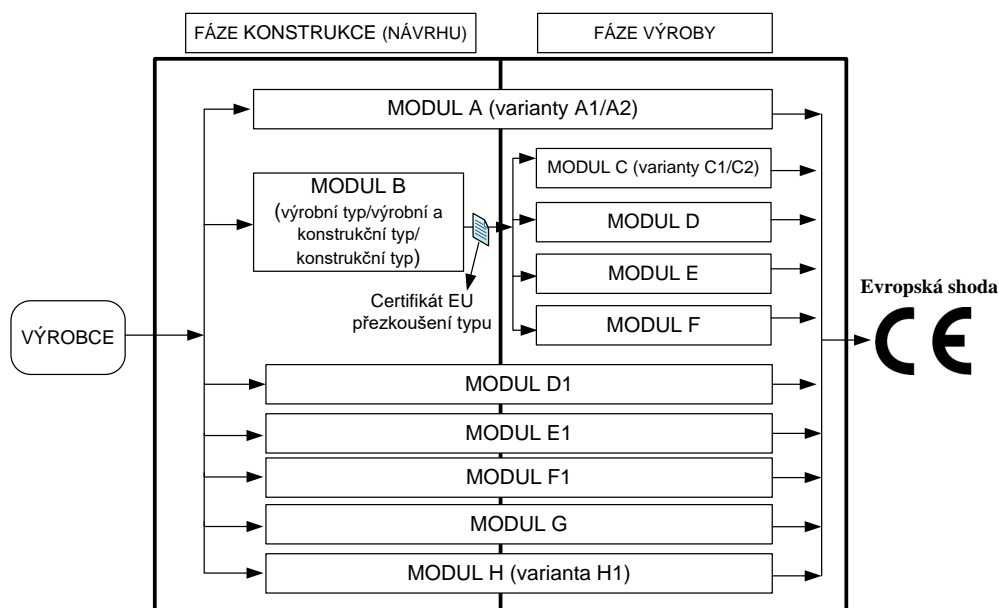 FÁZE KONSTRUKCE (NÁVRHU)
FÁZE VÝROBY
MODUL A (varianty A1/A2)
MODUL B
(výrobní typ/výrobní a
konstrukční typ/
konstrukční typ)
MODUL C (varianty C1/C2)
MODUL D
MODUL E
MODUL F
Certifikát EU
přezkoušení typu
VÝROBCE
Evropská shoda
CE
MODUL D1
MODUL E1
MODUL F1
MODUL G
MODUL H (varianta H1)